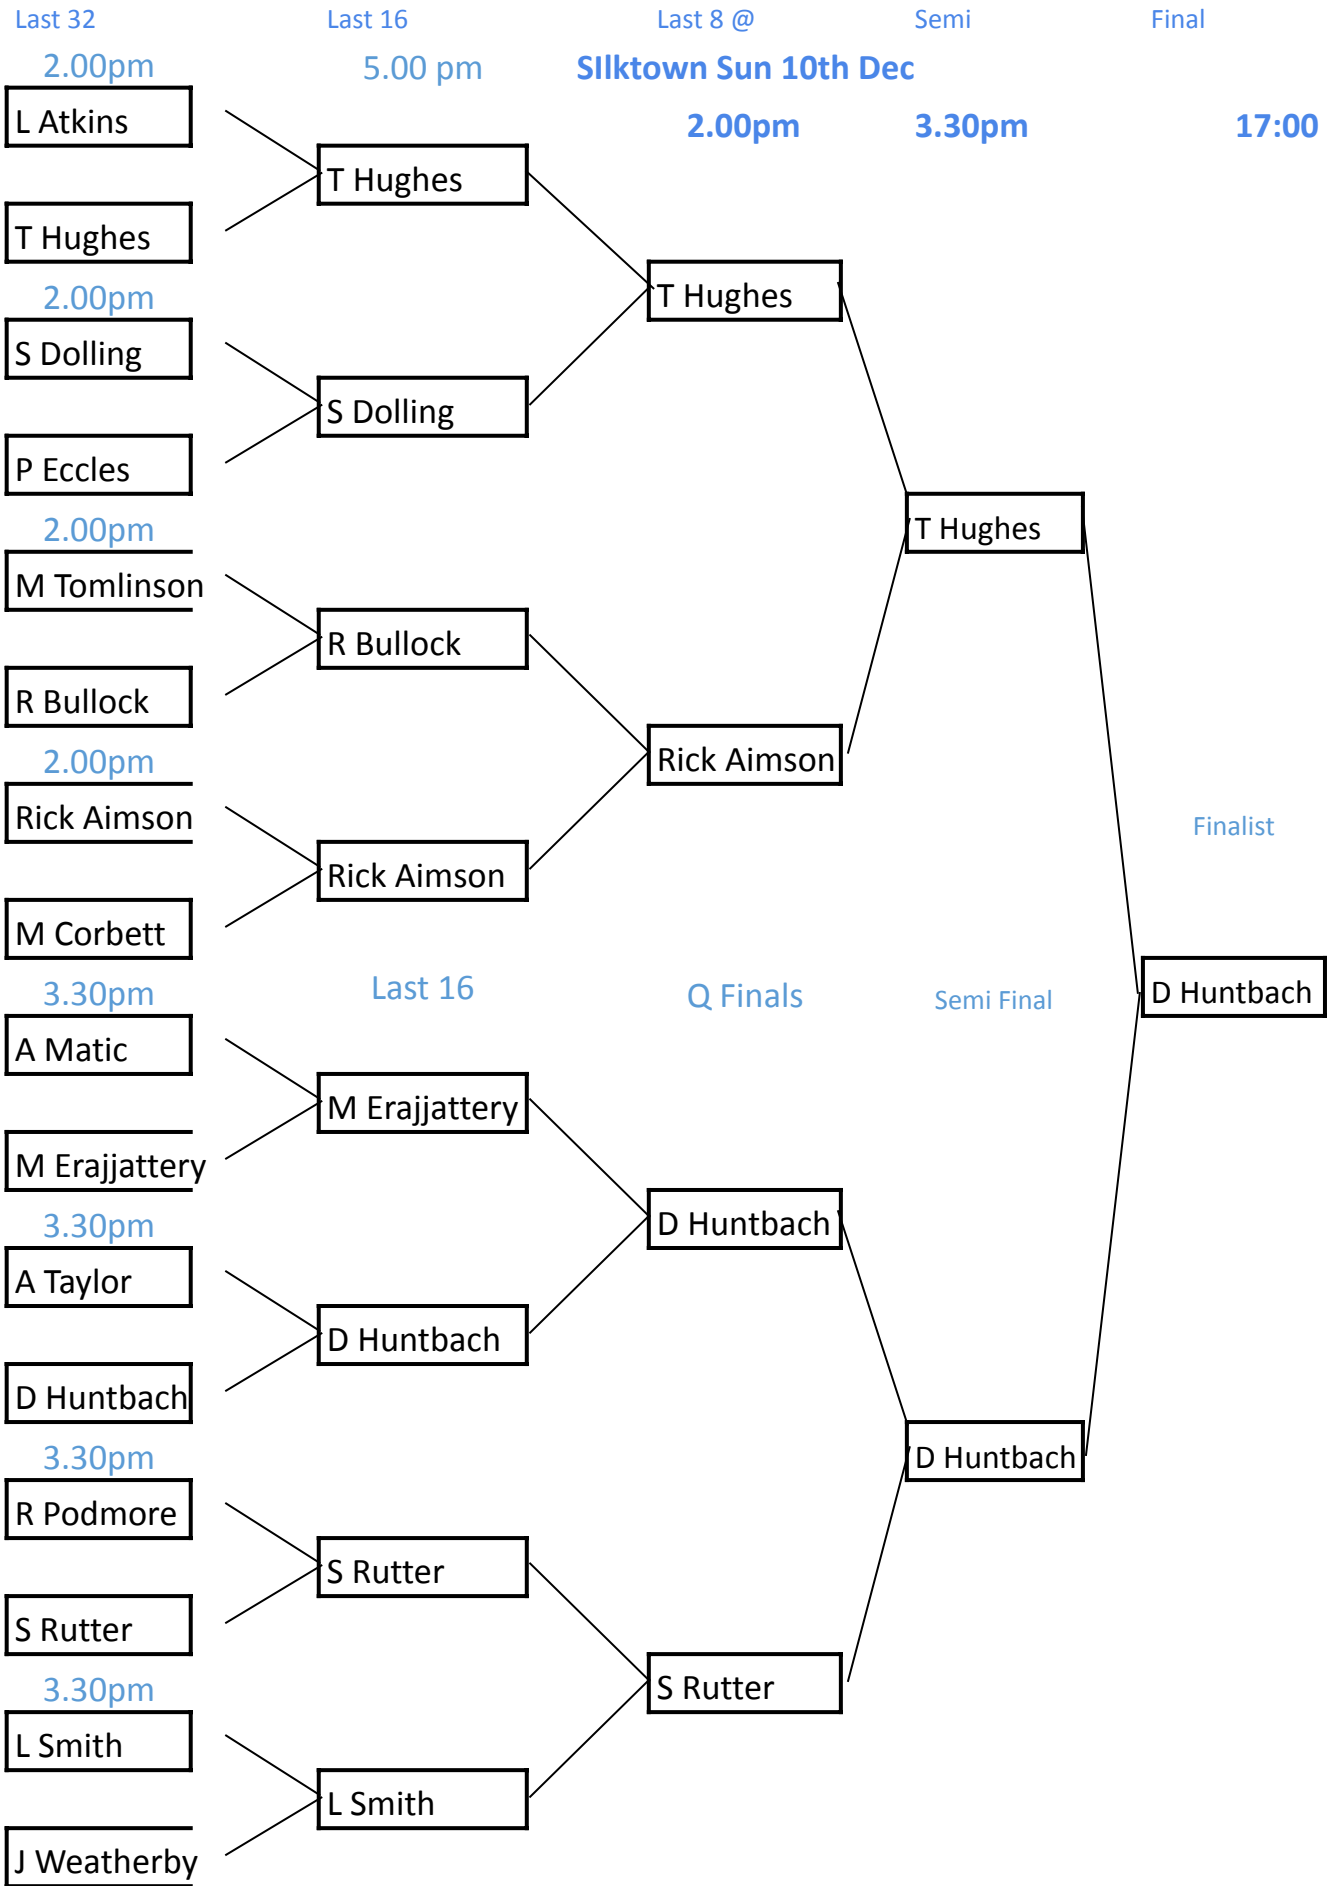 Last 32 Last 16 Last 8 @ Semi Final
2.00pm 5.00 pm SIlktown Sun 10th Dec
L Atkins 2.00pm 3.30pm 17:00
T Hughes
T Hughes
2.00pm T Hughes
S Dolling
S Dolling
P Eccles
2.00pm T Hughes
M Tomlinson
R Bullock
R Bullock
2.00pm Rick Aimson
Rick Aimson Finalist
Rick Aimson
M Corbett
3.30pm Last 16 Q Finals Semi Final D Huntbach
A Matic
M Erajjattery
M Erajjattery
3.30pm D Huntbach
A Taylor
D Huntbach
D Huntbach
3.30pm D Huntbach
R Podmore
S Rutter
S Rutter
3.30pm S Rutter
L Smith
L Smith
J Weatherby